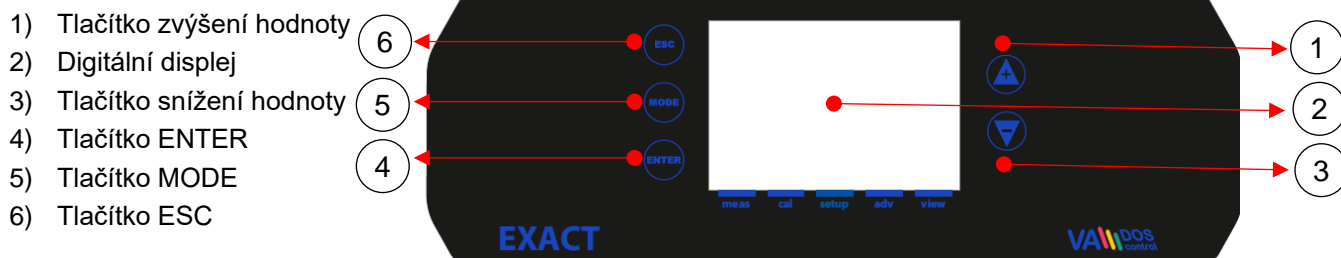 1) Tlačítko zvýšení hodnoty
2) Digitální displej
3) Tlačítko snížení hodnoty
4) Tlačítko ENTER
5) Tlačítko MODE
6) Tlačítko ESC
6
5
4
ESC
MODE
ENTER
+
-
1
2
3
meas cal setup adv view
EXACT
VA DOS
control